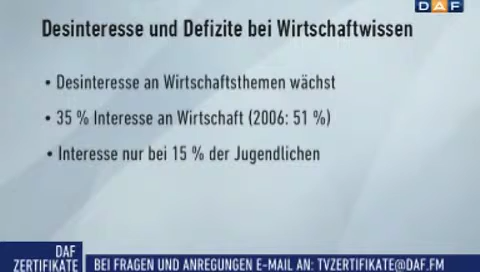 DAF
Desinteresse und Defizite bei Wirtschaftwissen
• Desinteresse an Wirtschaftsthemen wächst
• 35 % Interesse an Wirtschaft (2006: 51 %)
• Interesse nur bei 15 % der Jugendlichen
DAF
ZERTIFIKATE
BEI FRAGEN UND ANREGUNGEN E-MAIL AN: TVZERTIFIKATE@DAF.FM